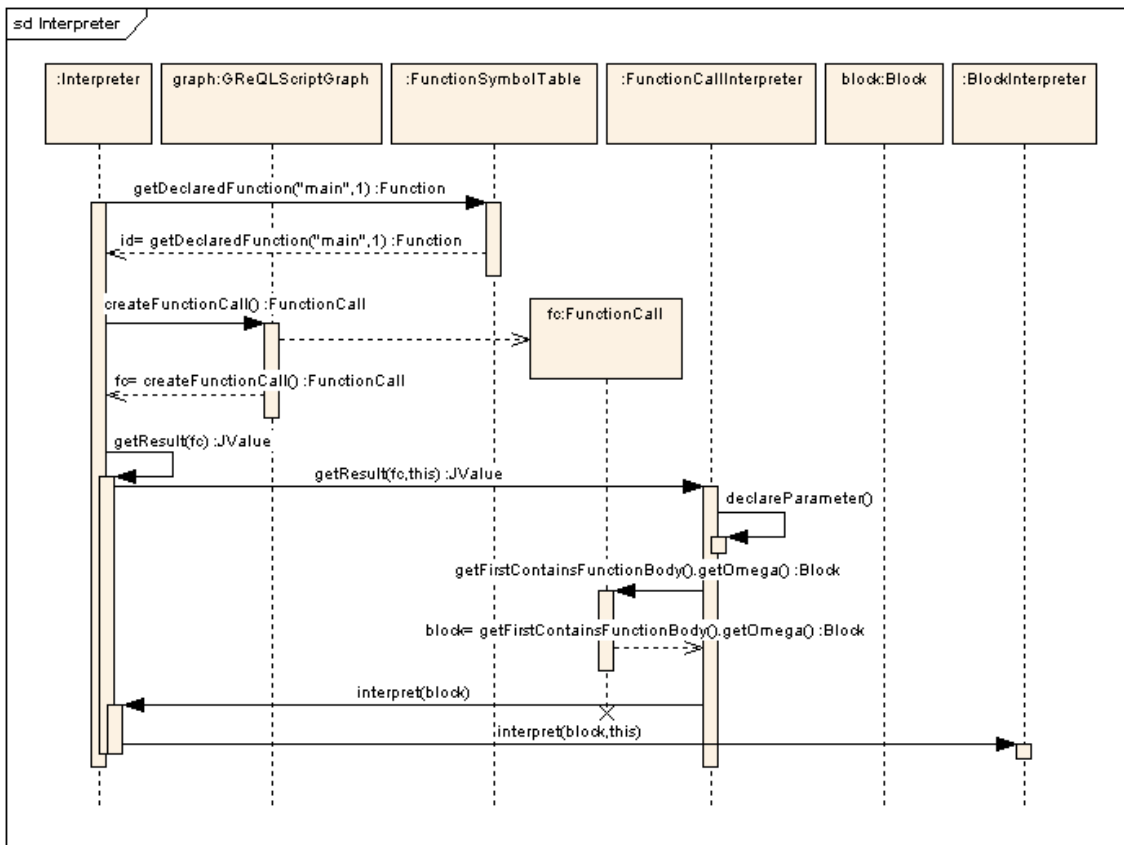 sd Interpreter
:Interpreter
graph:GReQLScriptGraph
:FunctionSymbolTable
:FunctionCallInterpreter
block:Block
:BlockInterpreter
getDeclaredFunction("main",1) :Function
id= getDeclaredFunction("main",1) :Function
createFunctionCall() :FunctionCall
fc:FunctionCall
fc= createFunctionCall() :FunctionCall
getResult(fc) :JValue
getResult(fc,this) :JValue
declareParameter()
getFirstContainsFunctionBody().getOmega() :Block
block= getFirstContainsFunctionBody().getOmega() :Block
interpret(block)
interpret(block,this)